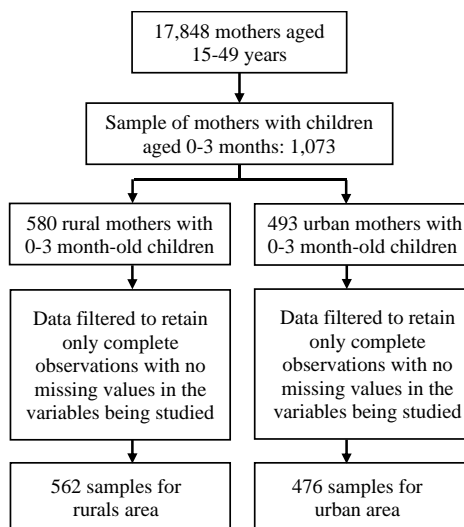 17,848 mothers aged
15-49 years
Sample of mothers with children
aged 0-3 months: 1,073
580 rural mothers with
0-3 month-old children
493 urban mothers with
0-3 month-old children
Data filtered to retain
only complete
observations with no
missing values in the
variables being studied
Data filtered to retain
only complete
observations with no
missing values in the
variables being studied
562 samples for
rurals area
476 samples for
urban area